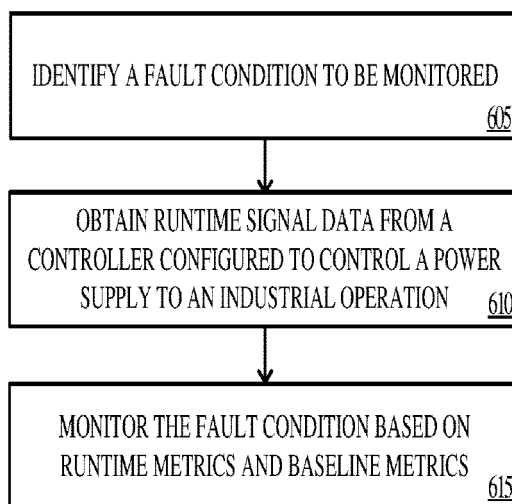 IDENTIFY A FAULT CONDITION TO BE MONITORED
605
OBTAIN RUNTIME SIGNAL DATA FROM A
CONTROLLER CONFIGURED TO CONTROL A POWER
SUPPLY TO AN INDUSTRIAL OPERATION
610
MONITOR THE FAULT CONDITION BASED ON
RUNTIME METRICS AND BASELINE METRICS
615